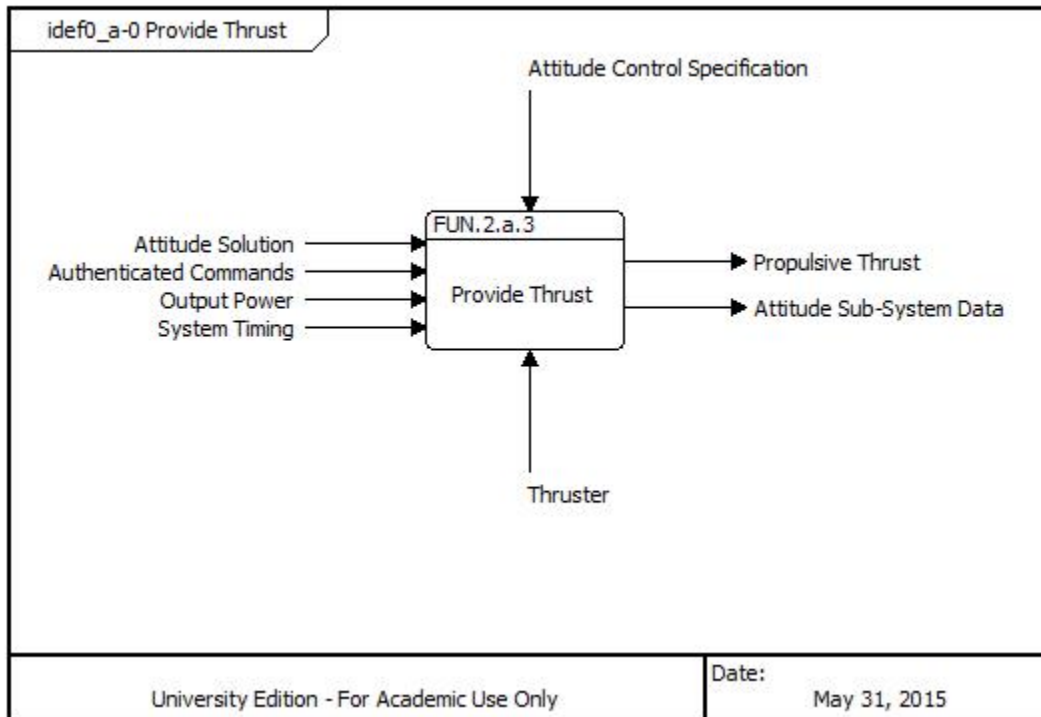 idef0_a-0 Provide Thrust
Attitude Control Specification
FUN.2.a.3
Attitude Solution
Authenticated Commands
Output Power
System Timing
Provide Thrust
Propulsive Thrust
Attitude Sub-System Data
Thruster
University Edition - For Academic Use Only
Date:
May 31, 2015